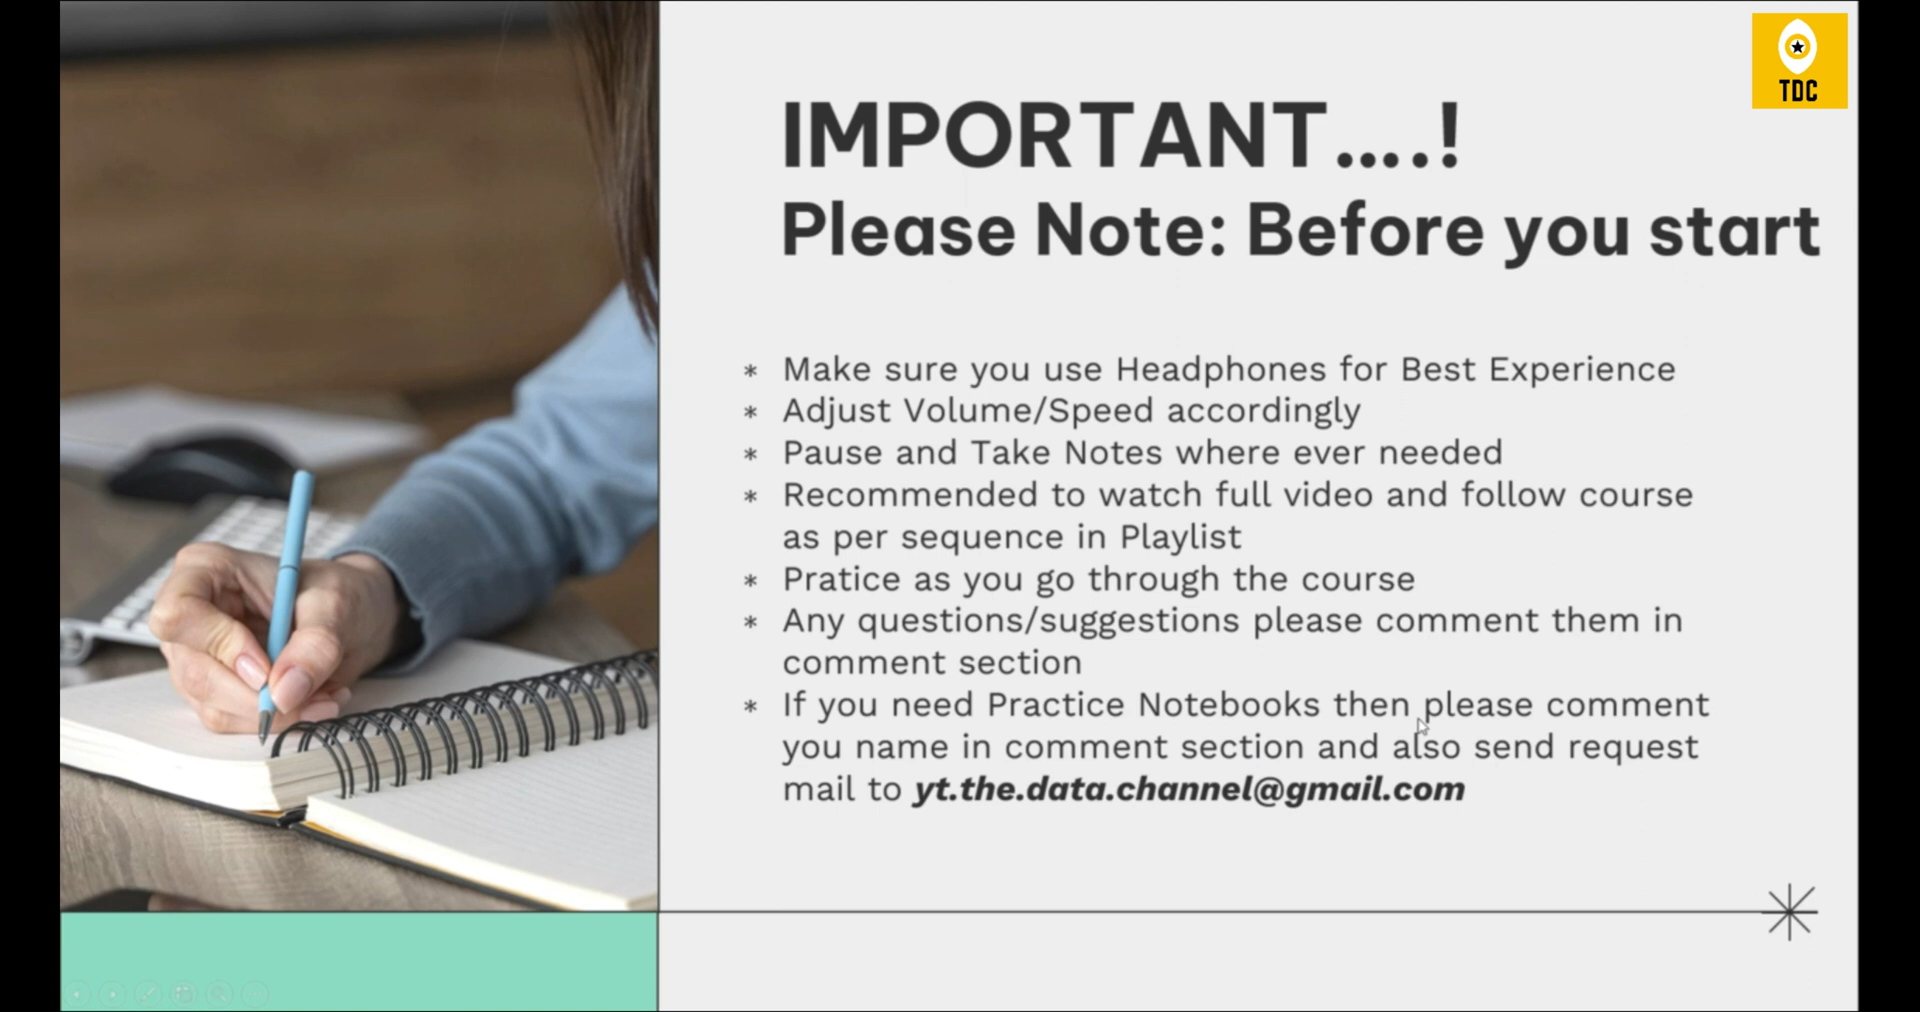 TDC
IMPORTANT....!
Please Note: Before you start
* Make sure you use Headphones for Best Experience
* Adjust Volume/Speed accordingly
* Pause and Take Notes where ever needed
* Recommended to watch full video and follow course
as per sequence in Playlist
* Pratice as you go through the course
* Any questions/suggestions please comment them in
comment section
* If you need Practice Notebooks then please comment
you name in comment section and also send request
mail to yt.the.data.channel@gmail.com